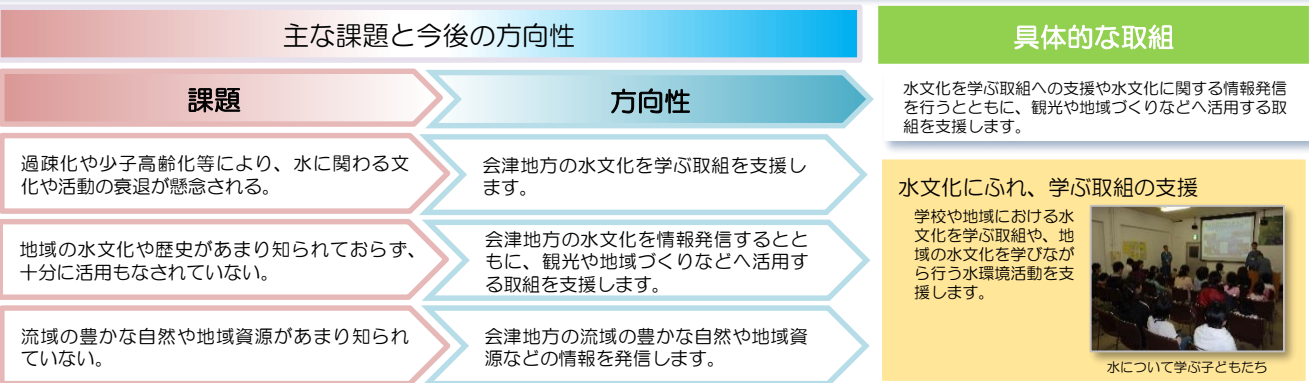 主な課題と今後の方向性
課題
方向性
過疎化や少子高齢化等により、水に関わる文
化や活動の衰退が懸念される。
会津地方の水文化を学ぶ取組を支援し
ます。
地域の水文化や歴史があまり知られておらず、
十分に活用もなされていない。
会津地方の水文化を情報発信するとと
もに、観光や地域づくりなどへ活用す
る取組を支援します。
流域の豊かな自然や地域資源があまり知られ
ていない。
会津地方の流域の豊かな自然や地域資
源などの情報を発信します。
具体的な取組
水文化を学ぶ取組への支援や水文化に関する情報発信
を行うとともに、観光や地域づくりなどへ活用する取
組を支援します。
水文化にふれ、学ぶ取組の支援
学校や地域における水
文化を学ぶ取組や、地
域の水文化を学びなが
ら行う水環境活動を支
援します。
水について学ぶ子どもたち